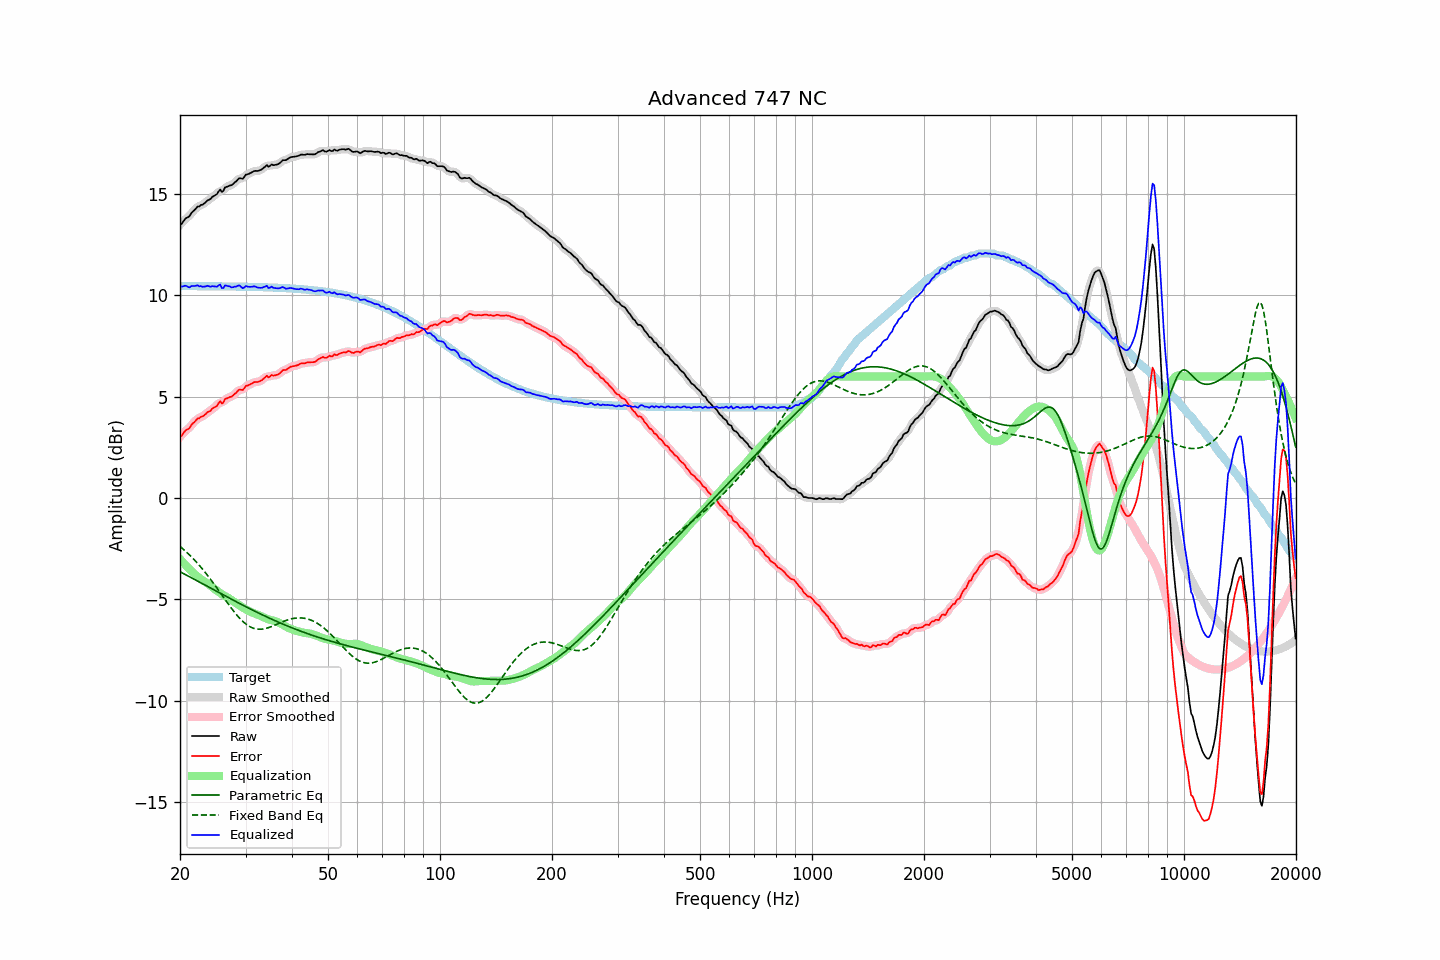 Advanced 747 NC
Amplitude (dBr)
15
10
5
0
−5
−10
−15
Target
Raw Smoothed
Error Smoothed
Raw
Error
Equalization
Parametric Eq
Fixed Band Eq
Equalized
20
50
100
200
500
1000
2000
5000
10000
20000
Frequency (Hz)